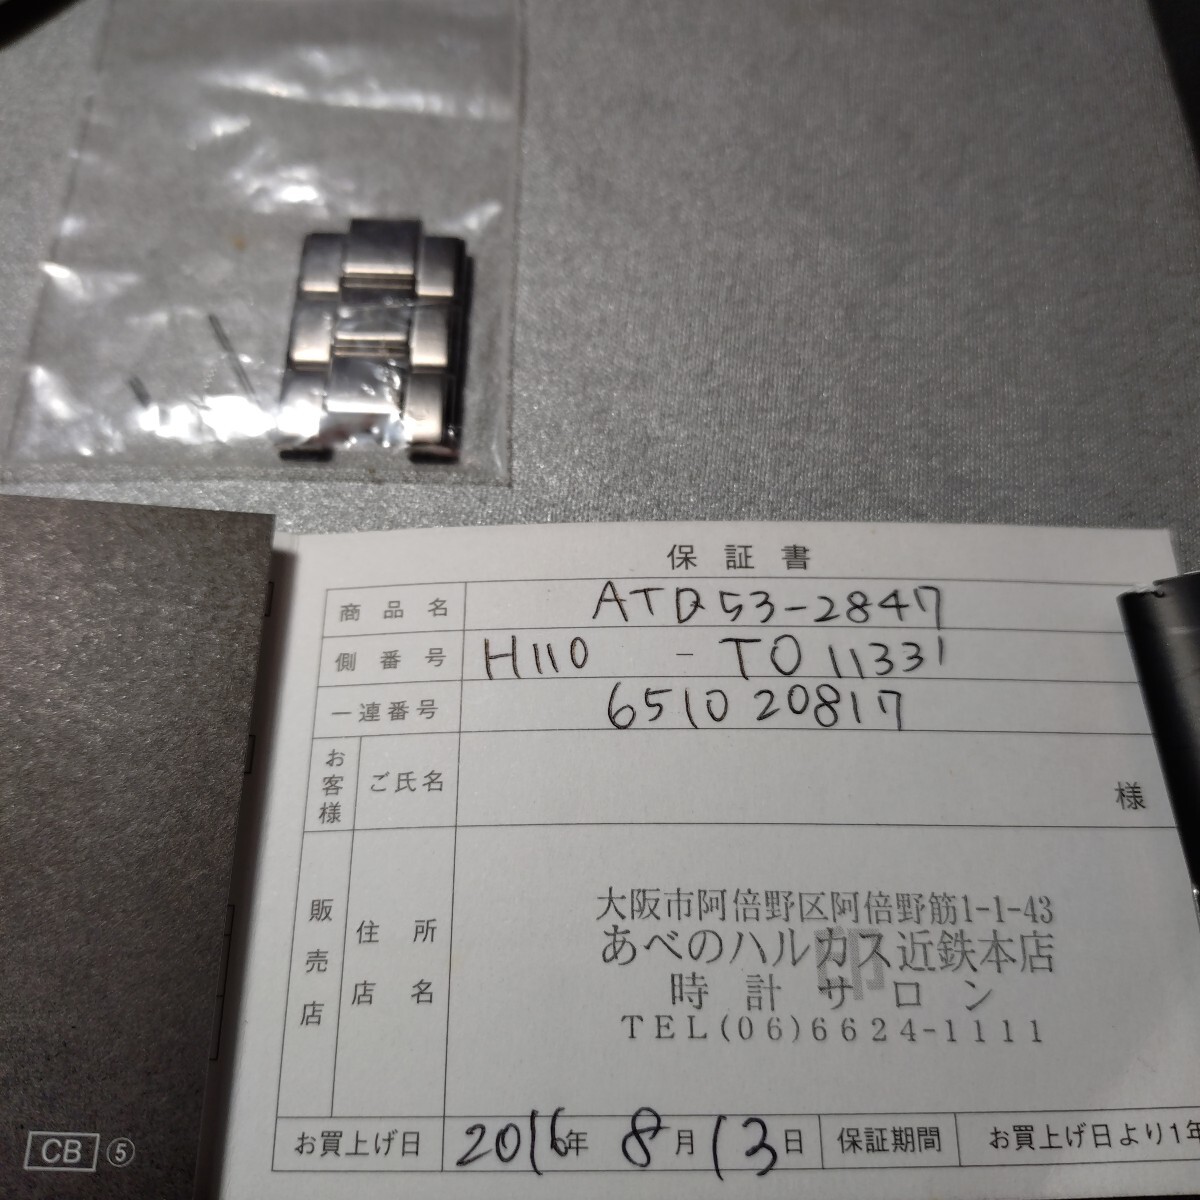 保証書
商品名 ATD53-2847
側番号 H110 - TO11331
一連番号 651020817
お客様 ご氏名 様
販売店 住所 店名
大阪市阿倍野区阿倍野筋1-1-43
あべのハルカス近鉄本店
時計サロン
TEL(06)6624-1111
お買上げ日 2016年 8月 13日 保証期間 お買上げ日より1年
CB ⑤